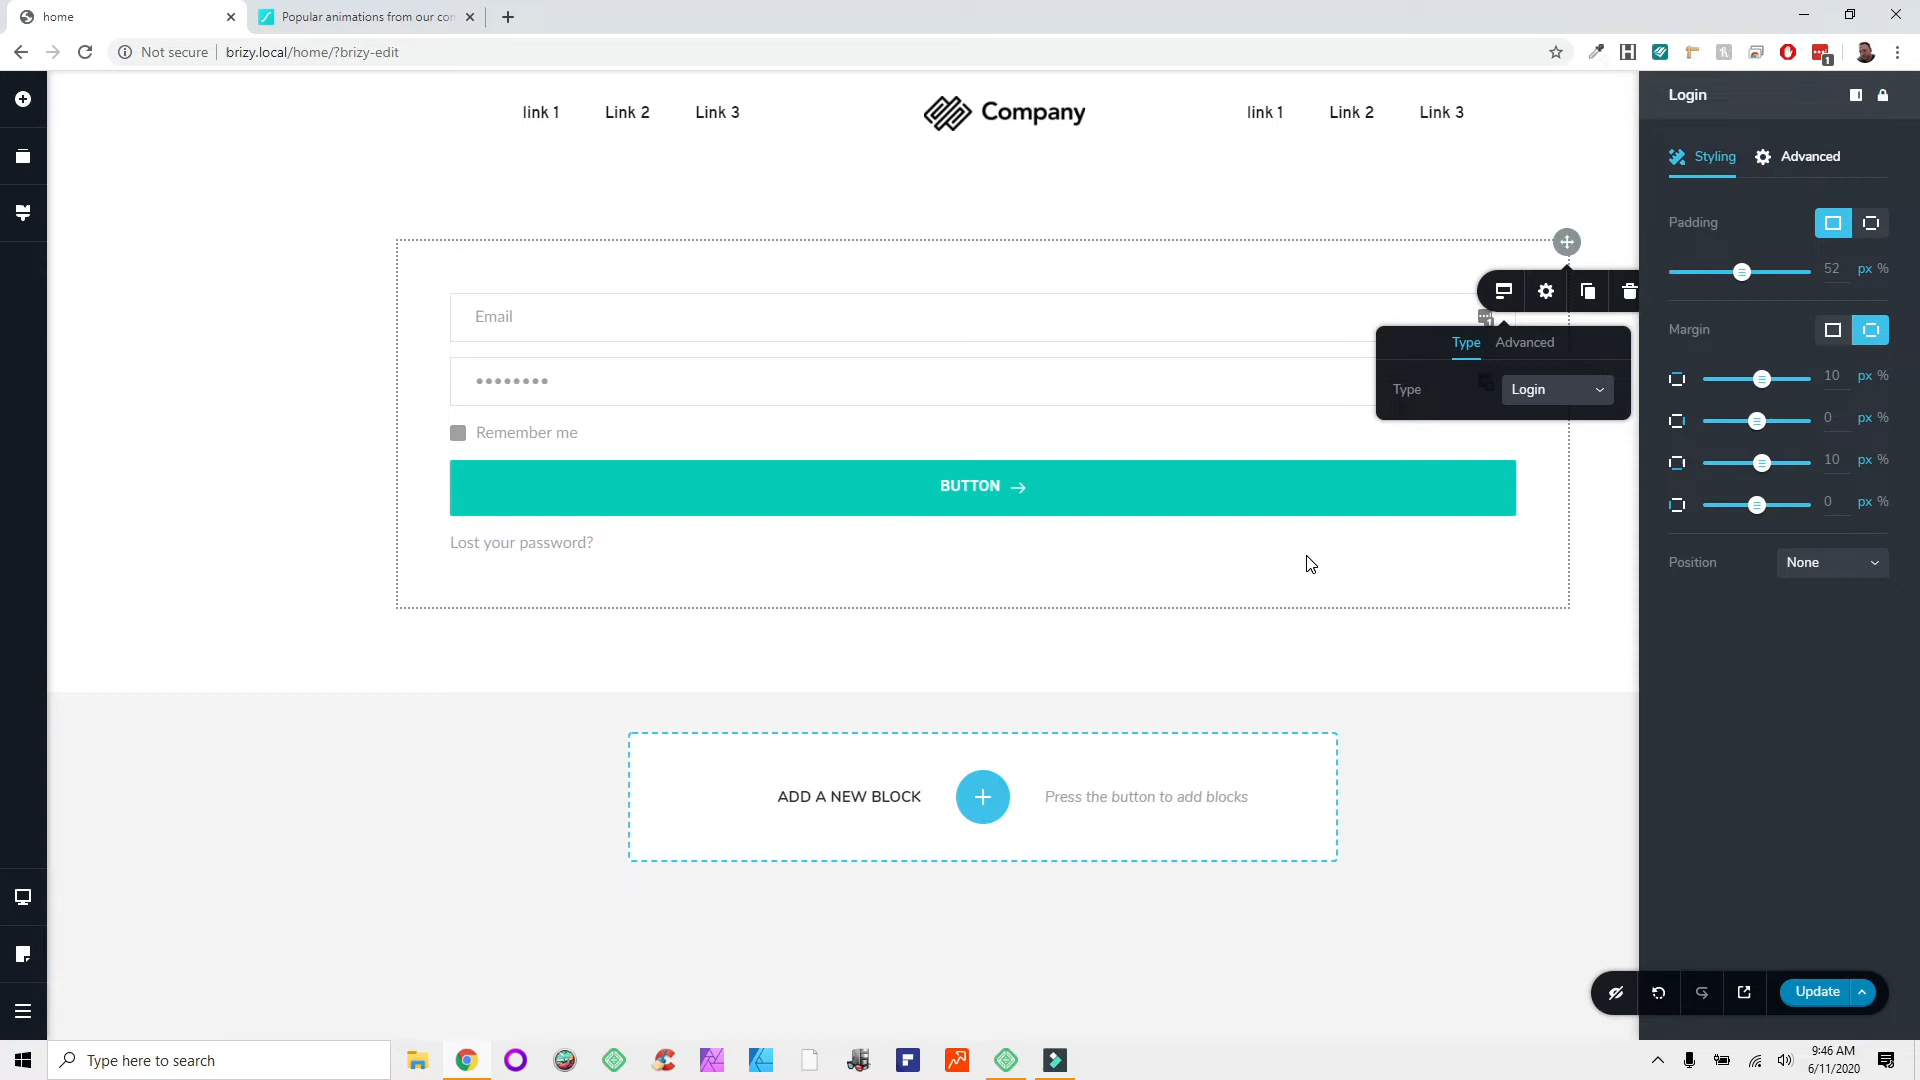 home
Popular animations from our con
Not secure
brizy.local/home/?brizy-edit
1
link 1
Link 2
Link 3
Company
link 1
Link 2
Link 3
Login
Styling
Advanced
Padding
52 px %
Margin
10 px %
0 px %
10 px %
0 px %
Position
None
Email
1
Type
Advanced
Type
Login
Remember me
BUTTON
Lost your password?
ADD A NEW BLOCK
Press the button to add blocks
Update
Type here to search
9:46 AM
6/11/2020